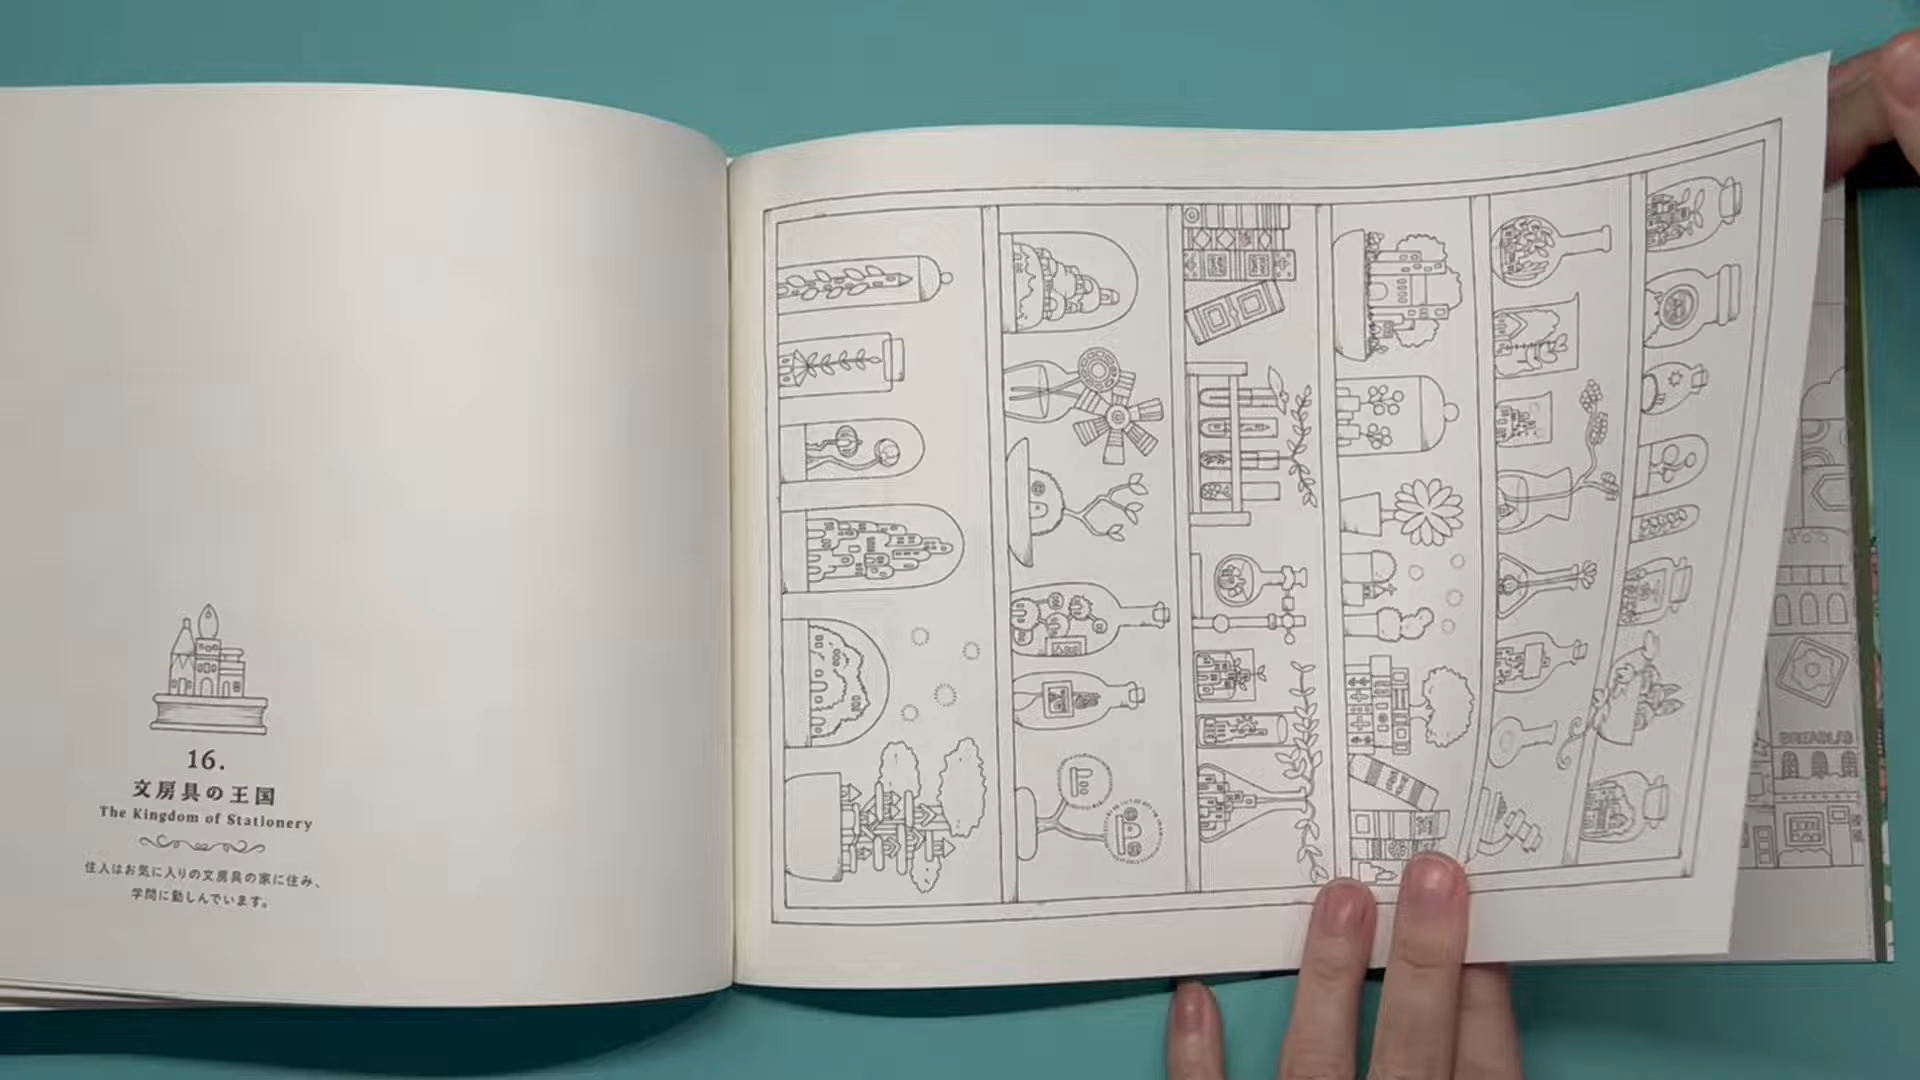 16.
文房具の王国
The Kingdom of Stationery
住人はお気に入りの文房具の家に住み、
学問に勤しんでいます。